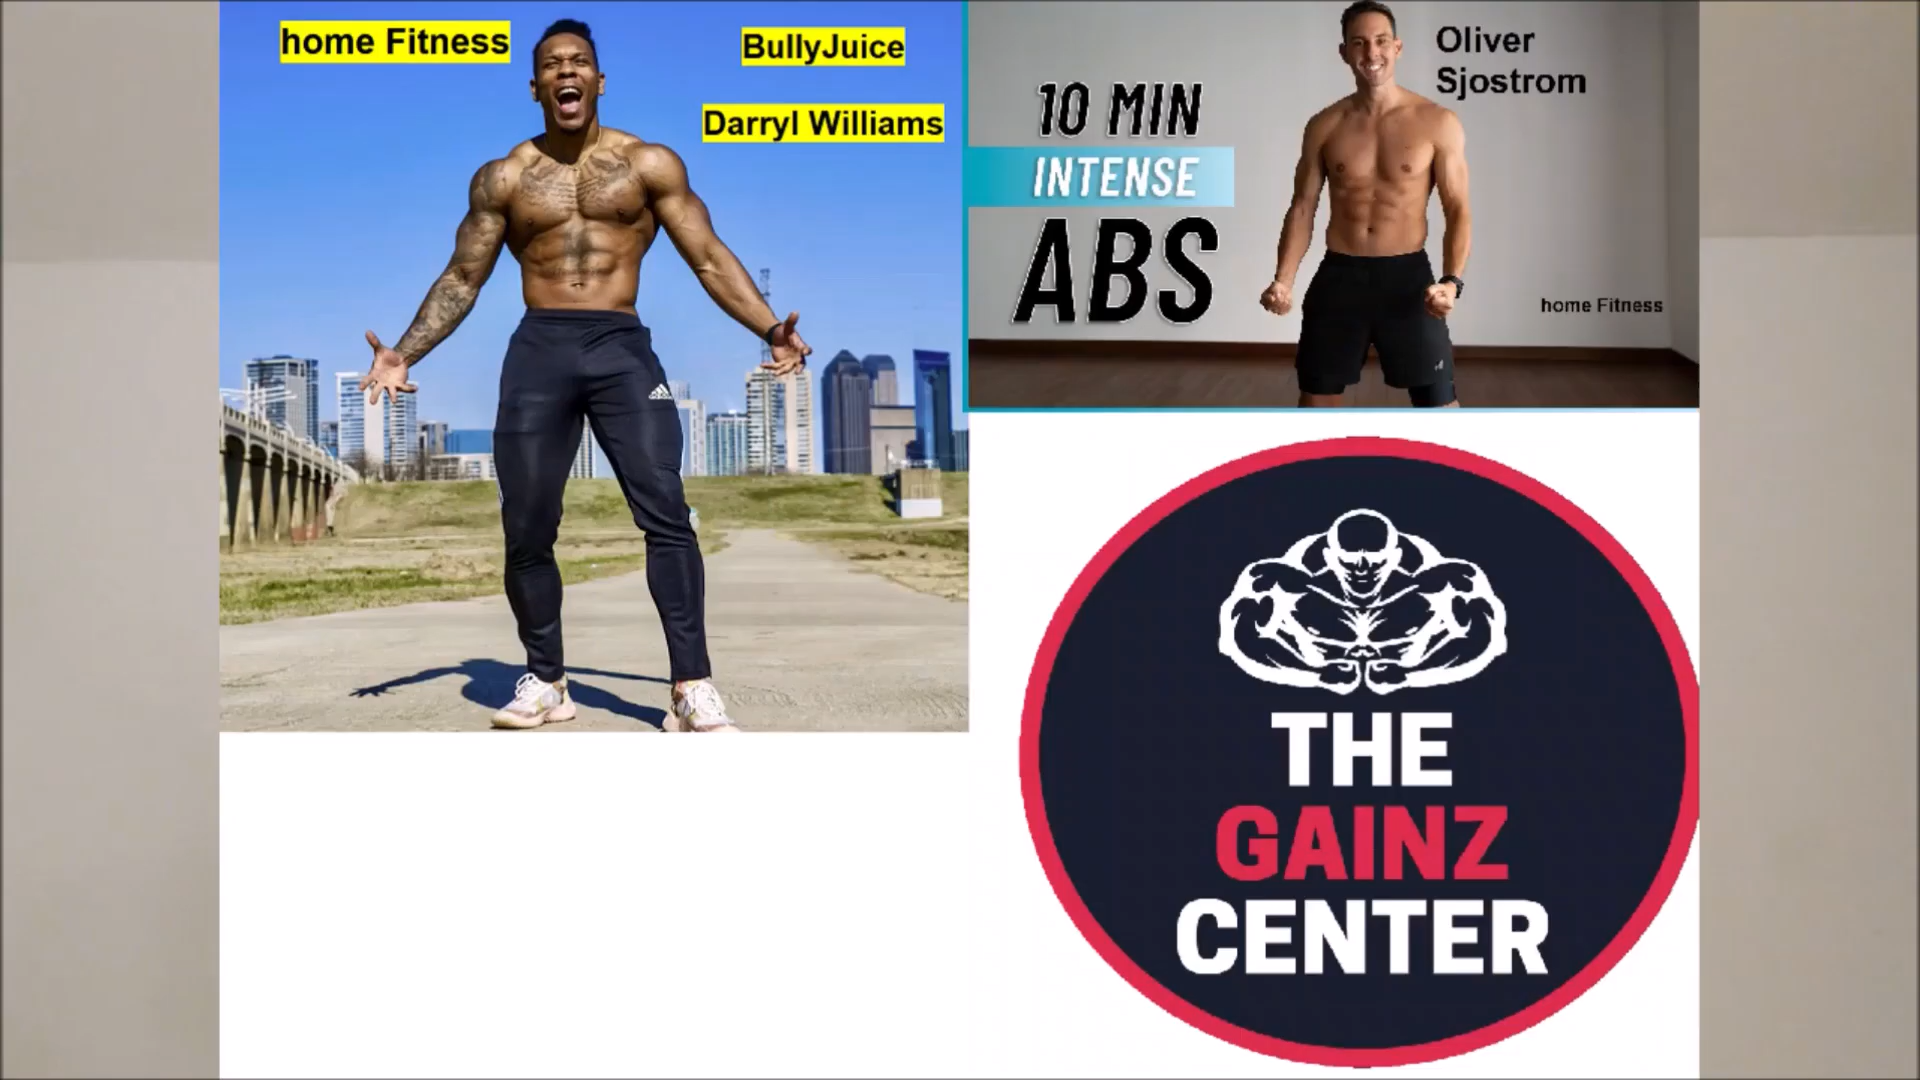 home Fitness
BullyJuice
Darryl Williams
Oliver
Sjostrom
10 MIN
INTENSE
ABS
home Fitness
THE
GAINZ
CENTER